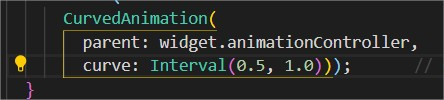 CurvedAnimation(
parent: widget.animationController,
curve: Interval(0.5, 1.0))); //
}